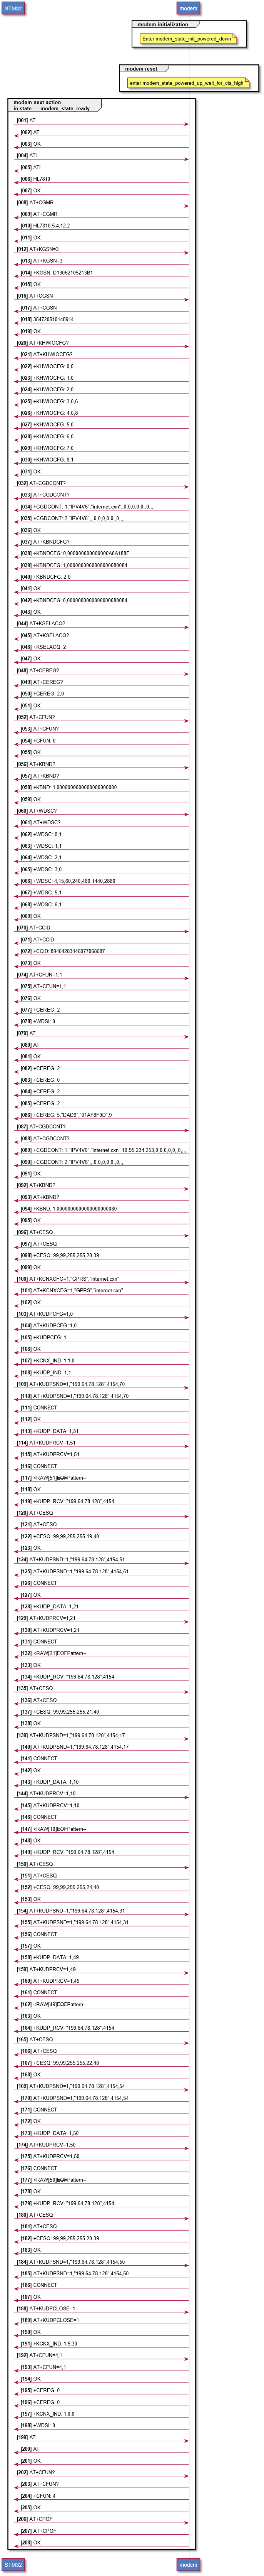 STM32
modem
modem initialization
Enter modem_state_init_powered_down
modem reset
enter modem_state_powered_up_wait_for_cts_high
modem next action
in state == modem_state_ready
[001] AT
[002] AT
[003] OK
[004] ATI
[005] ATI
[006] HL7810
[007] OK
[008] AT+CGMR
[009] AT+CGMR
[010] HL7810.5.4.12.2
[011] OK
[012] AT+KGSN=3
[013] AT+KGSN=3
[014] +KGSN: D13062105213B1
[015] OK
[016] AT+CGSN
[017] AT+CGSN
[018] 354720510148914
[019] OK
[020] AT+KHWIOCFG?
[021] AT+KHWIOCFG?
[022] +KHWIOCFG: 0,0
[023] +KHWIOCFG: 1,0
[024] +KHWIOCFG: 2,0
[025] +KHWIOCFG: 3,0,6
[026] +KHWIOCFG: 4,0,8
[027] +KHWIOCFG: 5,0
[028] +KHWIOCFG: 6,0
[029] +KHWIOCFG: 7,0
[030] +KHWIOCFG: 8,1
[031] OK
[032] AT+CGDCONT?
[033] AT+CGDCONT?
[034] +CGDCONT: 1,"IPV4V6","internet.cxn",,0,0,0,0,0,,0,,,,
[035] +CGDCONT: 2,"IPV4V6",,,0,0,0,0,0,,0,,,,
[036] OK
[037] AT+KBNDCFG?
[038] +KBNDCFG: 0,000000000000000A0A188E
[039] +KBNDCFG: 1,0000000000000000080084
[040] +KBNDCFG: 2,0
[041] OK
[042] +KBNDCFG: 0,0000000000000000080084
[043] OK
[044] AT+KSELACQ?
[045] AT+KSELACQ?
[046] +KSELACQ: 2
[047] OK
[048] AT+CEREG?
[049] AT+CEREG?
[050] +CEREG: 2,0
[051] OK
[052] AT+CFUN?
[053] AT+CFUN?
[054] +CFUN: 0
[055] OK
[056] AT+KBND?
[057] AT+KBND?
[058] +KBND: 1,0000000000000000000000
[059] OK
[060] AT+WDSC?
[061] AT+WDSC?
[062] +WDSC: 0,1
[063] +WDSC: 1,1
[064] +WDSC: 2,1
[065] +WDSC: 3,0
[066] +WDSC: 4,15,60,240,480,1440,2880
[067] +WDSC: 5,1
[068] +WDSC: 6,1
[069] OK
[070] AT+CCID
[071] AT+CCID
[072] +CCID: 89464283446077068687
[073] OK
[074] AT+CFUN=1,1
[075] AT+CFUN=1,1
[076] OK
[077] +CEREG: 2
[078] +WDSI: 0
[079] AT
[080] AT
[081] OK
[082] +CEREG: 2
[083] +CEREG: 0
[084] +CEREG: 2
[085] +CEREG: 2
[086] +CEREG: 5,"DAD9","01AF8F0D",9
[087] AT+CGDCONT?
[088] AT+CGDCONT?
[089] +CGDCONT: 1,"IPV4V6","internet.cxn",10.95.234.253,0,0,0,0,0,,0,,,,
[090] +CGDCONT: 2,"IPV4V6",,,0,0,0,0,0,,0,,,,
[091] OK
[092] AT+KBND?
[093] AT+KBND?
[094] +KBND: 1,0000000000000000000080
[095] OK
[096] AT+CESQ
[097] AT+CESQ
[098] +CESQ: 99,99,255,255,20,39
[099] OK
[100] AT+KCNXCFG=1,"GPRS","internet.cxn"
[101] AT+KCNXCFG=1,"GPRS","internet.cxn"
[102] OK
[103] AT+KUDPCFG=1,0
[104] AT+KUDPCFG=1,0
[105] +KUDPCFG: 1
[106] OK
[107] +KCNX_IND: 1,1,0
[108] +KUDP_IND: 1,1
[109] AT+KUDPSND=1,"199.64.78.128",4154,70
[110] AT+KUDPSND=1,"199.64.78.128",4154,70
[111] CONNECT
[112] OK
[113] +KUDP_DATA: 1,51
[114] AT+KUDPRCV=1,51
[115] AT+KUDPRCV=1,51
[116] CONNECT
[117] <RAW[51]EOFPattern--
[118] OK
[119] +KUDP_RCV: "199.64.78.128",4154
[120] AT+CESQ
[121] AT+CESQ
[122] +CESQ: 99,99,255,255,19,40
[123] OK
[124] AT+KUDPSND=1,"199.64.78.128",4154,51
[125] AT+KUDPSND=1,"199.64.78.128",4154,51
[126] CONNECT
[127] OK
[128] +KUDP_DATA: 1,21
[129] AT+KUDPRCV=1,21
[130] AT+KUDPRCV=1,21
[131] CONNECT
[132] <RAW[21]EOFPattern--
[133] OK
[134] +KUDP_RCV: "199.64.78.128",4154
[135] AT+CESQ
[136] AT+CESQ
[137] +CESQ: 99,99,255,255,21,40
[138] OK
[139] AT+KUDPSND=1,"199.64.78.128",4154,17
[140] AT+KUDPSND=1,"199.64.78.128",4154,17
[141] CONNECT
[142] OK
[143] +KUDP_DATA: 1,10
[144] AT+KUDPRCV=1,10
[145] AT+KUDPRCV=1,10
[146] CONNECT
[147] <RAW[10]EOFPattern--
[148] OK
[149] +KUDP_RCV: "199.64.78.128",4154
[150] AT+CESQ
[151] AT+CESQ
[152] +CESQ: 99,99,255,255,24,40
[153] OK
[154] AT+KUDPSND=1,"199.64.78.128",4154,31
[155] AT+KUDPSND=1,"199.64.78.128",4154,31
[156] CONNECT
[157] OK
[158] +KUDP_DATA: 1,49
[159] AT+KUDPRCV=1,49
[160] AT+KUDPRCV=1,49
[161] CONNECT
[162] <RAW[49]EOFPattern--
[163] OK
[164] +KUDP_RCV: "199.64.78.128",4154
[165] AT+CESQ
[166] AT+CESQ
[167] +CESQ: 99,99,255,255,22,40
[168] OK
[169] AT+KUDPSND=1,"199.64.78.128",4154,54
[170] AT+KUDPSND=1,"199.64.78.128",4154,54
[171] CONNECT
[172] OK
[173] +KUDP_DATA: 1,50
[174] AT+KUDPRCV=1,50
[175] AT+KUDPRCV=1,50
[176] CONNECT
[177] <RAW[50]EOFPattern--
[178] OK
[179] +KUDP_RCV: "199.64.78.128",4154
[180] AT+CESQ
[181] AT+CESQ
[182] +CESQ: 99,99,255,255,20,39
[183] OK
[184] AT+KUDPSND=1,"199.64.78.128",4154,50
[185] AT+KUDPSND=1,"199.64.78.128",4154,50
[186] CONNECT
[187] OK
[188] AT+KUDPCLOSE=1
[189] AT+KUDPCLOSE=1
[190] OK
[191] +KCNX_IND: 1,5,30
[192] AT+CFUN=4,1
[193] AT+CFUN=4,1
[194] OK
[195] +CEREG: 0
[196] +CEREG: 0
[197] +KCNX_IND: 1,0,0
[198] +WDSI: 0
[199] AT
[200] AT
[201] OK
[202] AT+CFUN?
[203] AT+CFUN?
[204] +CFUN: 4
[205] OK
[206] AT+CPOF
[207] AT+CPOF
[208] OK
STM32
modem